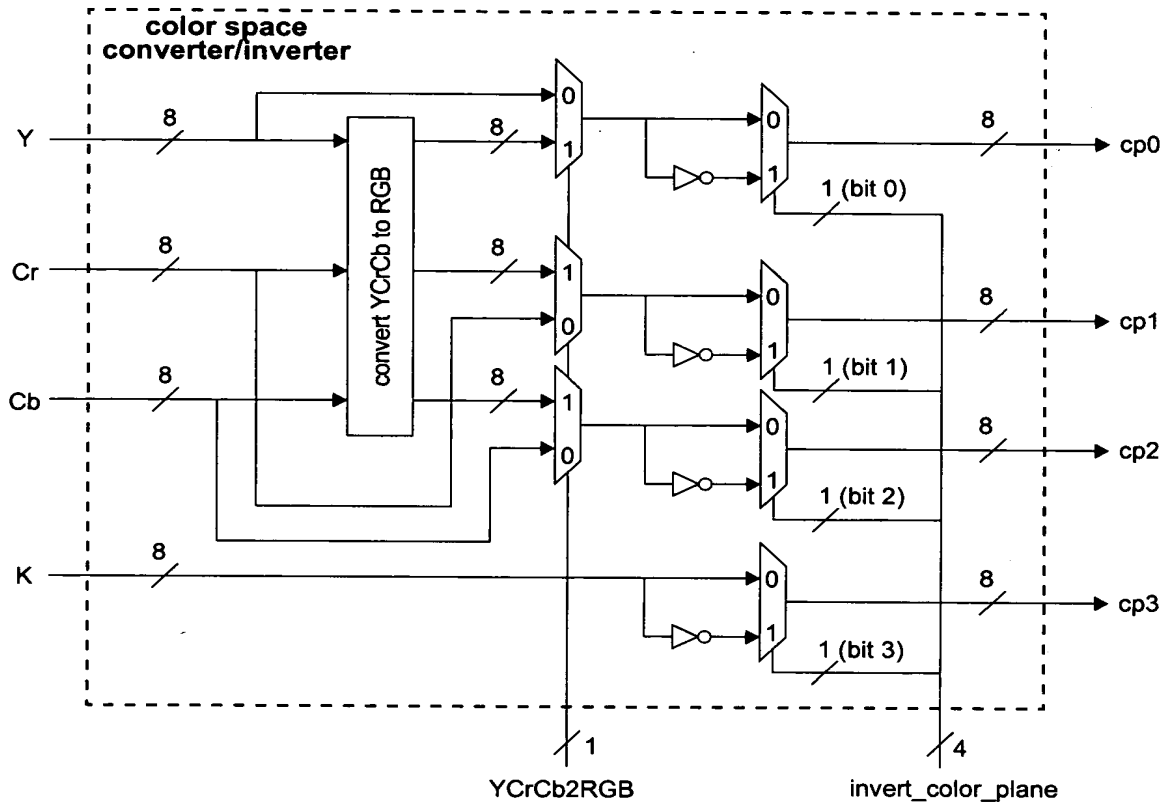 color space
converter/inverter
Y
8
0
1
8
0
1
8
cp0
1 (bit 0)
convert YCrCb to RGB
Cr
8
8
1
0
0
1
8
cp1
1 (bit 1)
Cb
8
8
1
0
0
1
8
cp2
1 (bit 2)
K
8
0
1
8
cp3
1 (bit 3)
1
4
YCrCb2RGB
invert_color_plane